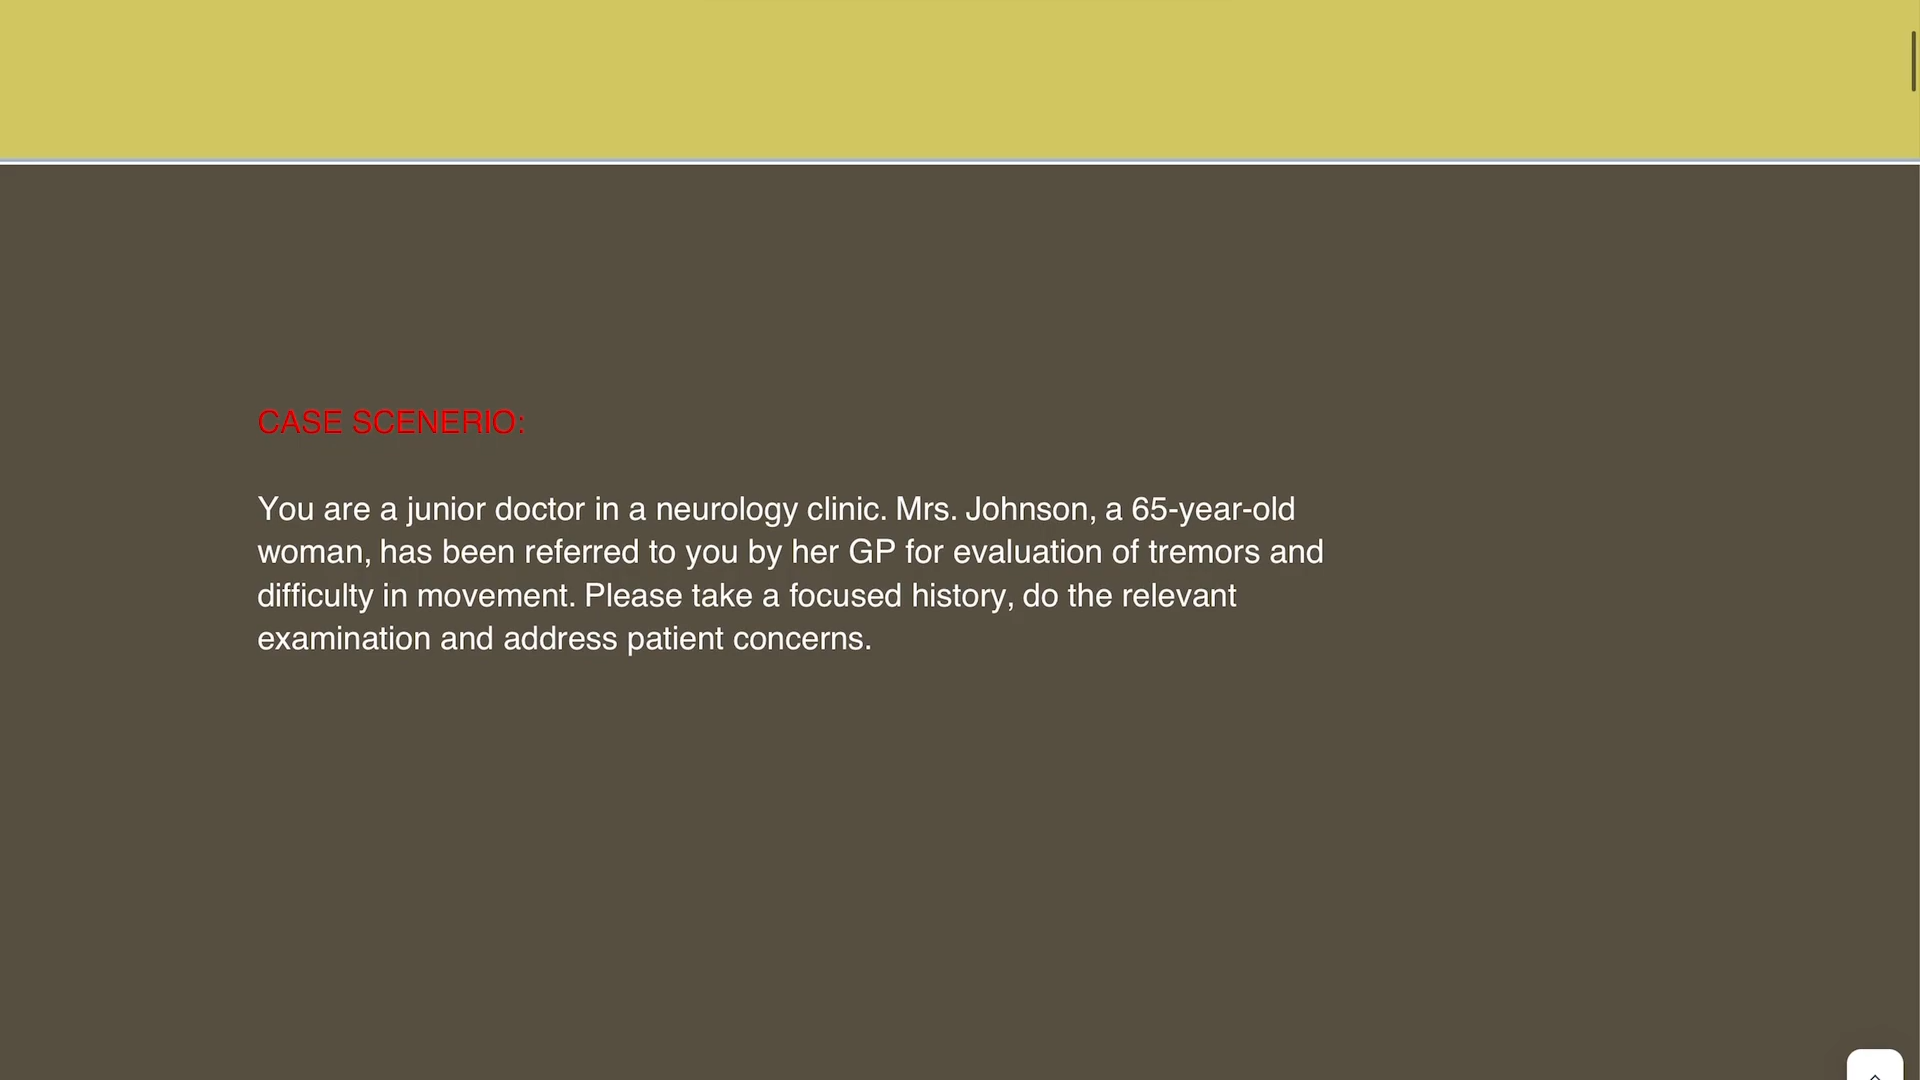 CASE SCENERIO:
You are a junior doctor in a neurology clinic. Mrs. Johnson, a 65-year-old
woman, has been referred to you by her GP for evaluation of tremors and
difficulty in movement. Please take a focused history, do the relevant
examination and address patient concerns.